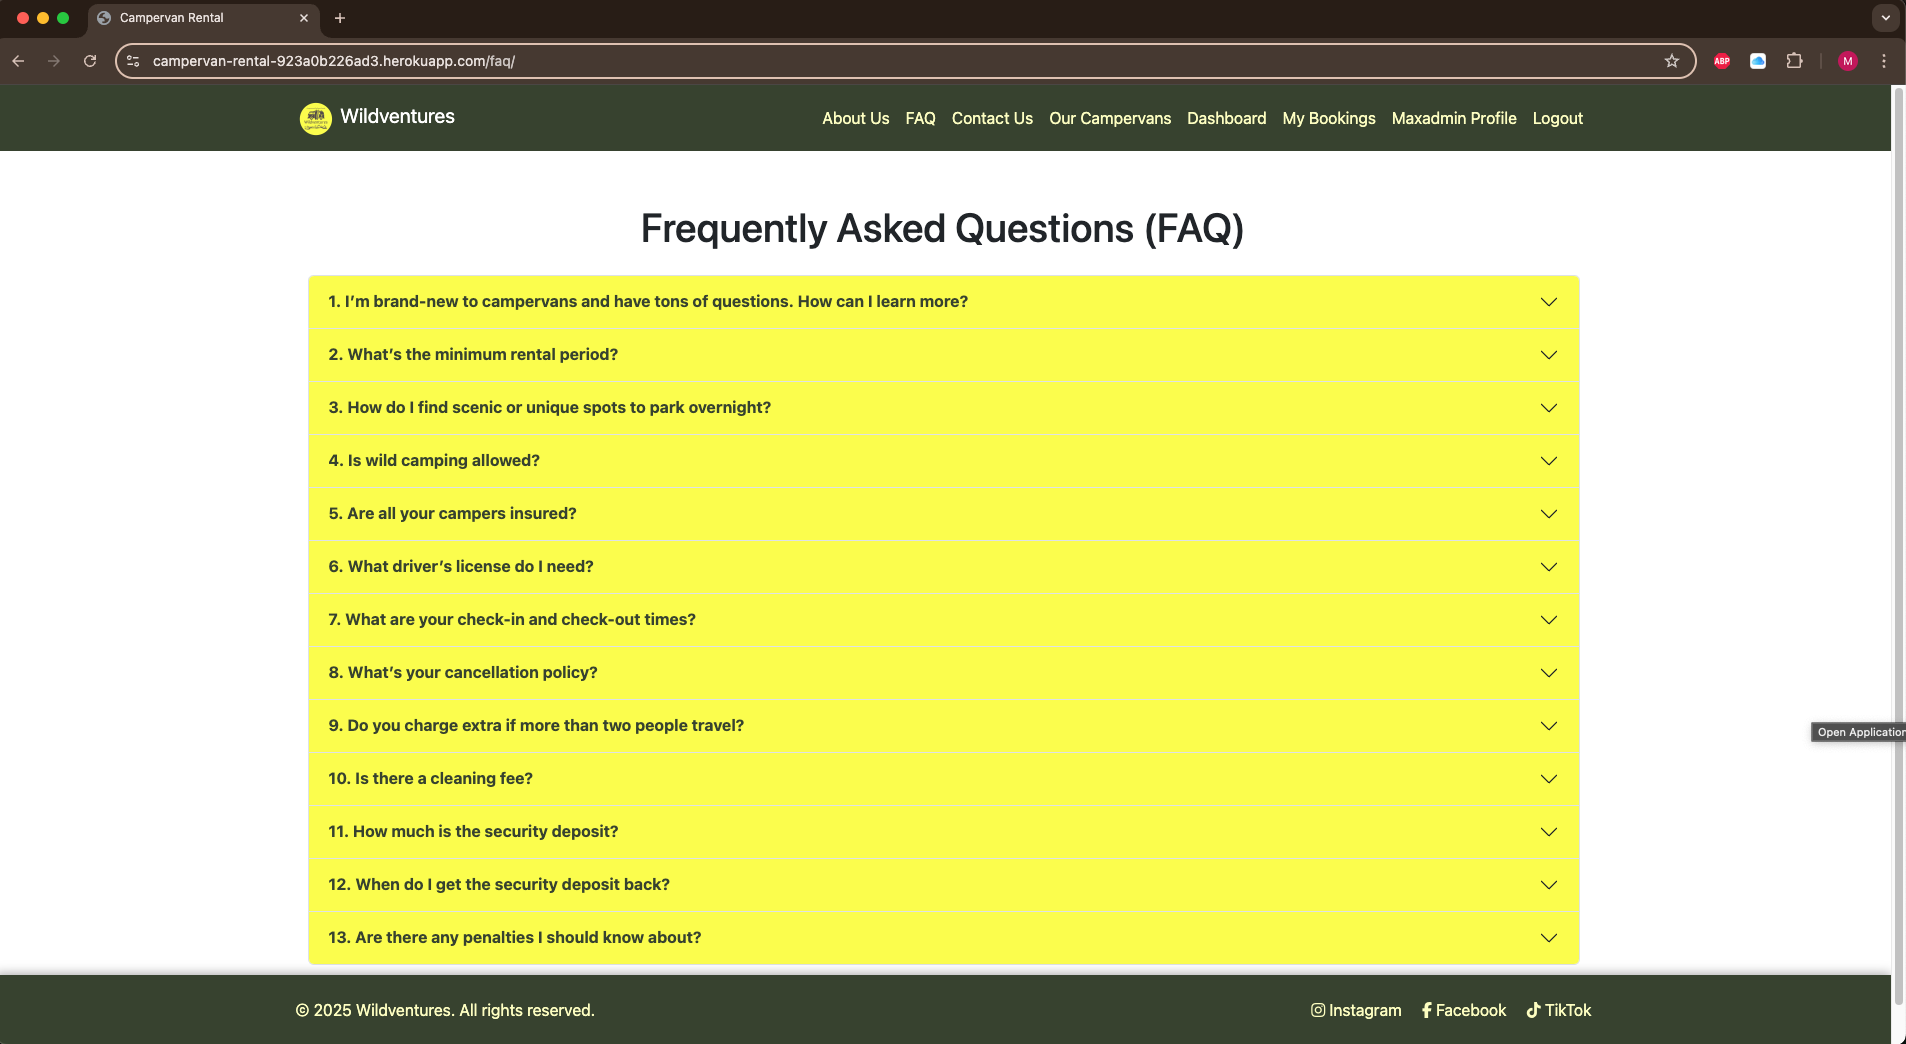 Campervan Rental
campervan-rental-923a0b226ad3.herokuapp.com/faq/
ABP
M
Wildventures
About Us FAQ Contact Us Our Campervans Dashboard My Bookings Maxadmin Profile Logout
Frequently Asked Questions (FAQ)
1. I’m brand-new to campervans and have tons of questions. How can I learn more?
2. What’s the minimum rental period?
3. How do I find scenic or unique spots to park overnight?
4. Is wild camping allowed?
5. Are all your campers insured?
6. What driver’s license do I need?
7. What are your check-in and check-out times?
8. What’s your cancellation policy?
9. Do you charge extra if more than two people travel?
Open Application
10. Is there a cleaning fee?
11. How much is the security deposit?
12. When do I get the security deposit back?
13. Are there any penalties I should know about?
© 2025 Wildventures. All rights reserved.
Instagram Facebook TikTok